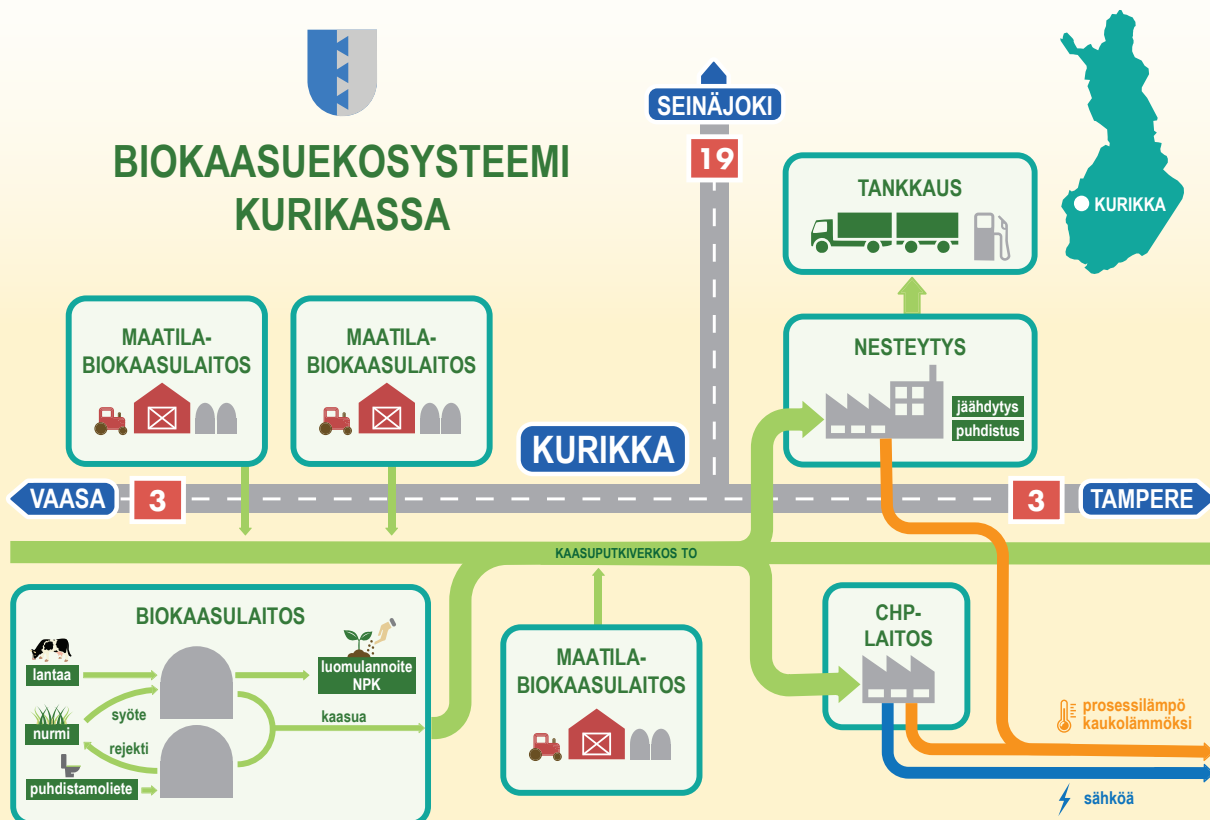 BIOKAASUEKOSYSTEEMI
KURIKASSA
SEINÄJOKI
19
TANKKAUS
KURIKKA
MAATILA-
BIOKAASULAITOS
MAATILA-
BIOKAASULAITOS
NESTEYTYS
jäähdytys
puhdistus
KURIKKA
VAASA
3
3
TAMPERE
KAASUPUTKIVERKOS TO
BIOKAASULAITOS
lantaa
luomulannoite
NPK
syöte
kaasua
nurmi
rejekti
puhdistamoliete
MAATILA-
BIOKAASULAITOS
CHP-
LAITOS
prosessilämpö
kaukolämmöksi
sähköä